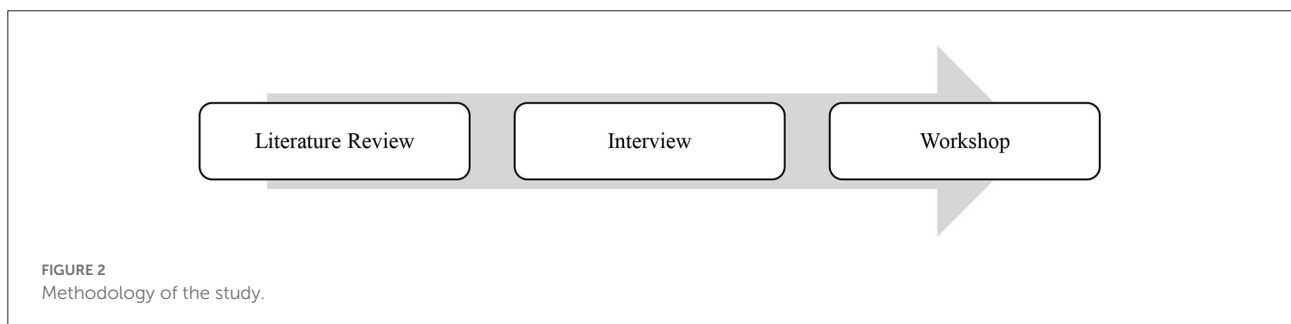 Literature Review
Interview
Workshop
FIGURE 2
Methodology of the study.